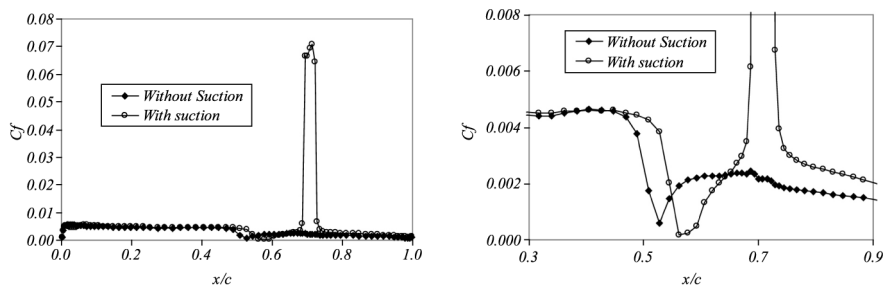 0.08
0.07
0.06
0.05
0.04
0.03
0.02
0.01
0.00
Cf
Without Suction
With suction
0.0 0.2 0.4 0.6 0.8 1.0
x/c
0.008
0.006
0.004
0.002
0.000
Cf
Without Suction
With suction
0.3 0.5 0.7 0.9
x/c